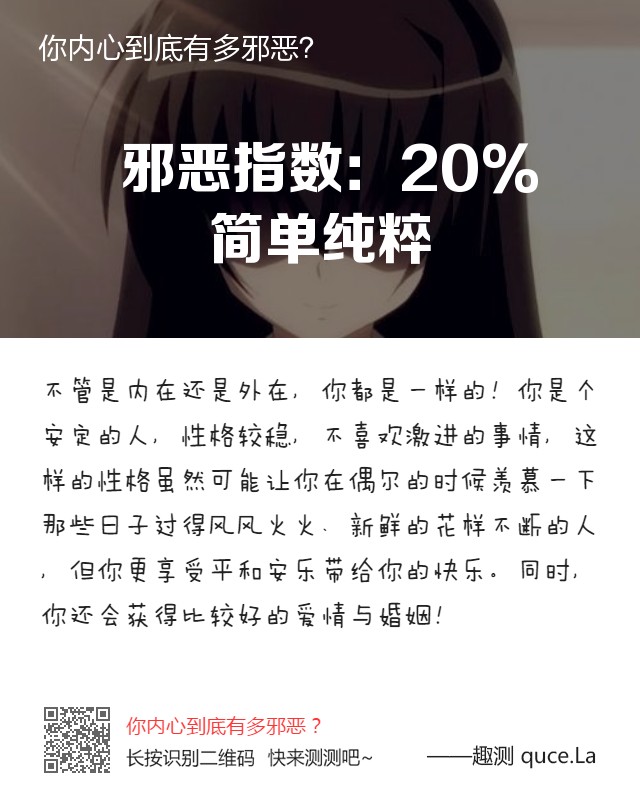 你内心到底有多邪恶?
邪恶指数：20%
简单纯粹
不管是内在还是外在，你都是一样的！你是个
安定的人，性格较稳，不喜欢激进的事情，这
样的性格虽然可能让你在偶尔的时候羡慕一下
那些日子过得风风火火、新鲜的花样不断的人
，但你更享受平和安乐带给你的快乐。同时，
你还会获得比较好的爱情与婚姻！
你内心到底有多邪恶？
长按识别二维码 快来测测吧~
——趣测 quce.La